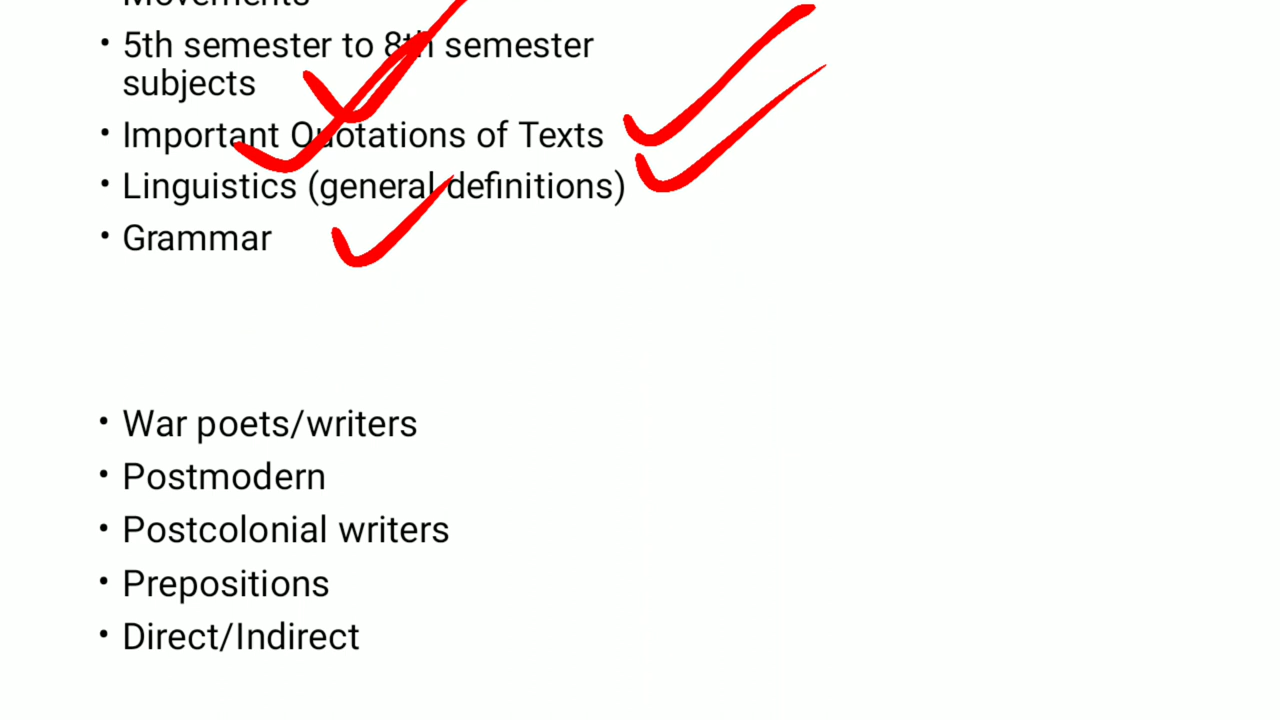 Movements
• 5th semester to 8th semester
subjects
• Important Quotations of Texts
• Linguistics (general definitions)
• Grammar
• War poets/writers
• Postmodern
• Postcolonial writers
• Prepositions
• Direct/Indirect